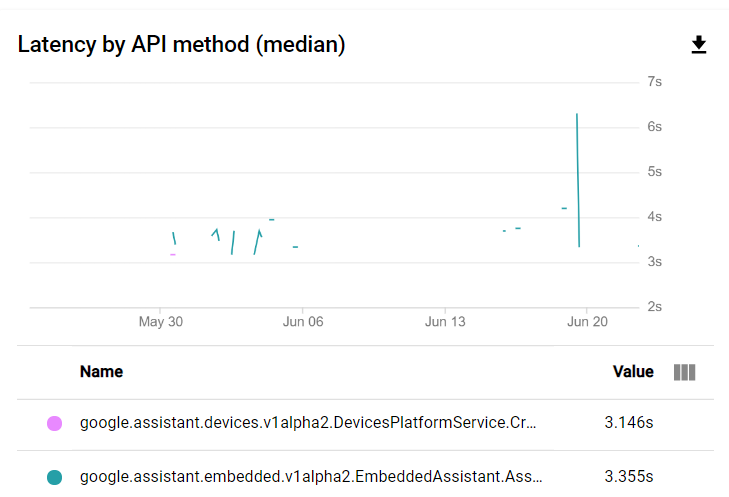 Latency by API method (median)
7s
6s
5s
4s
3s
2s
May 30 Jun 06 Jun 13 Jun 20
Name Value
google.assistant.devices.v1alpha2.DevicesPlatformService.Cr... 3.146s
google.assistant.embedded.v1alpha2.EmbeddedAssistant.Ass... 3.355s